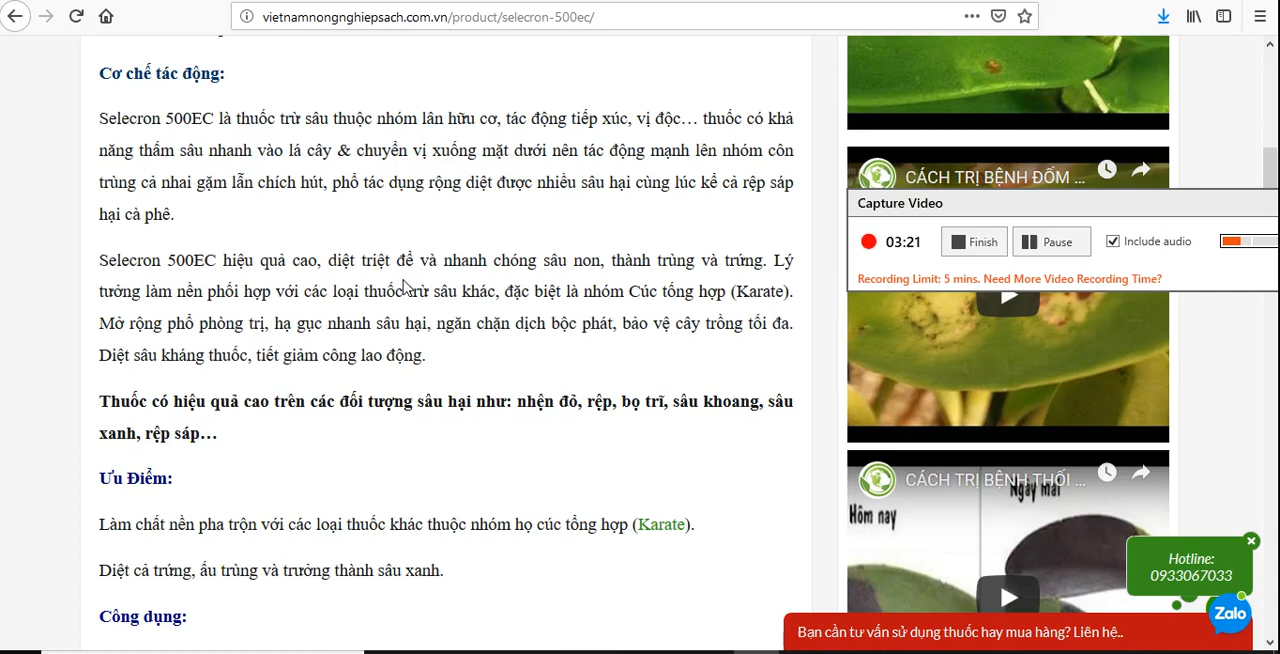 vietnamnongnghiepsach.com.vn/product/selecron-500ec/
Cơ chế tác động:
Selecron 500EC là thuốc trừ sâu thuộc nhóm lân hữu cơ, tác động tiếp xúc, vị độc… thuốc có khả
năng thẩm sâu nhanh vào lá cây & chuyển vị xuống mặt dưới nên tác động mạnh lên nhóm côn
trùng cả nhai gặm lẫn chích hút, phổ tác dụng rộng diệt được nhiều sâu hại cùng lúc kể cả rệp sáp
hại cà phê.
Selecron 500EC hiệu quả cao, diệt triệt để và nhanh chóng sâu non, thành trùng và trứng. Lý
tưởng làm nền phối hợp với các loại thuốc trừ sâu khác, đặc biệt là nhóm Cúc tổng hợp (Karate).
Mở rộng phổ phòng trị, hạ gục nhanh sâu hại, ngăn chặn dịch bộc phát, bảo vệ cây trồng tối đa.
Diệt sâu kháng thuốc, tiết giảm công lao động.
Thuốc có hiệu quả cao trên các đối tượng sâu hại như: nhện đỏ, rệp, bọ trĩ, sâu khoang, sâu
xanh, rệp sáp…
Ưu Điểm:
Làm chất nền pha trộn với các loại thuốc khác thuộc nhóm họ cúc tổng hợp (Karate).
Diệt cả trứng, ấu trùng và trưởng thành sâu xanh.
Công dụng:
CÁCH TRỊ BỆNH ĐỐM ...
Capture Video
03:21
Finish
Pause
Include audio
Recording Limit: 5 mins. Need More Video Recording Time?
CÁCH TRỊ BỆNH THỐI ...
Ngày mai
Hôm nay
Hotline:
0933067033
Zalo
Bạn cần tư vấn sử dụng thuốc hay mua hàng? Liên hệ..